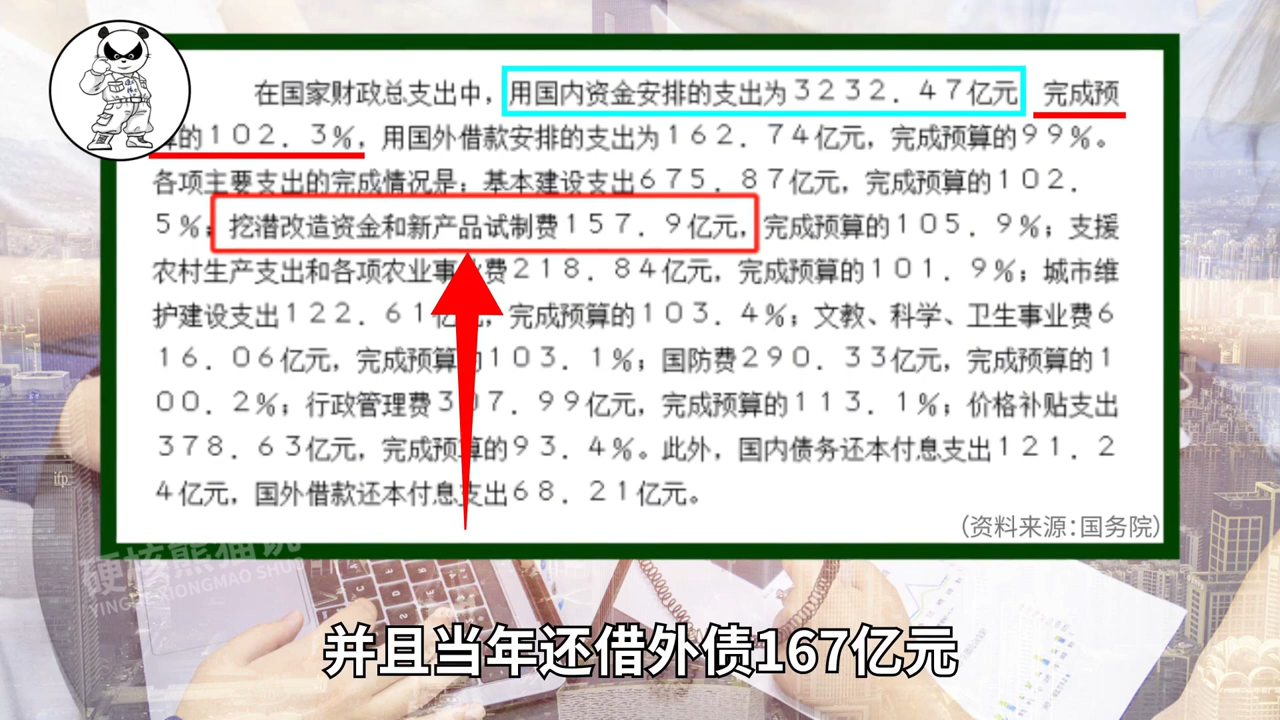 在国家财政总支出中，用国内资金安排的支出为3232．47亿元 完成预
算的102．3%，用国外借款安排的支出为162．74亿元，完成预算的99%。
各项主要支出的完成情况是：基本建设支出675．87亿元，完成预算的102．
5%；挖潜改造资金和新产品试制费157．9亿元，完成预算的105．9%；支援
农村生产支出和各项农业事业费218．84亿元，完成预算的101．9%；城市维
护建设支出122．61亿元，完成预算的103．4%；文教、科学、卫生事业费6
16．06亿元，完成预算的103．1%；国防费290．33亿元，完成预算的1
00．2%；行政管理费307．99亿元，完成预算的113．1%；价格补贴支出
378．63亿元，完成预算的93．4%。此外，国内债务还本付息支出121．2
4亿元，国外借款还本付息支出68．21亿元。
（资料来源：国务院）
硬核熊猫说
YINGHEXIONGMAO SHUO
ifp
并且当年还借外债167亿元